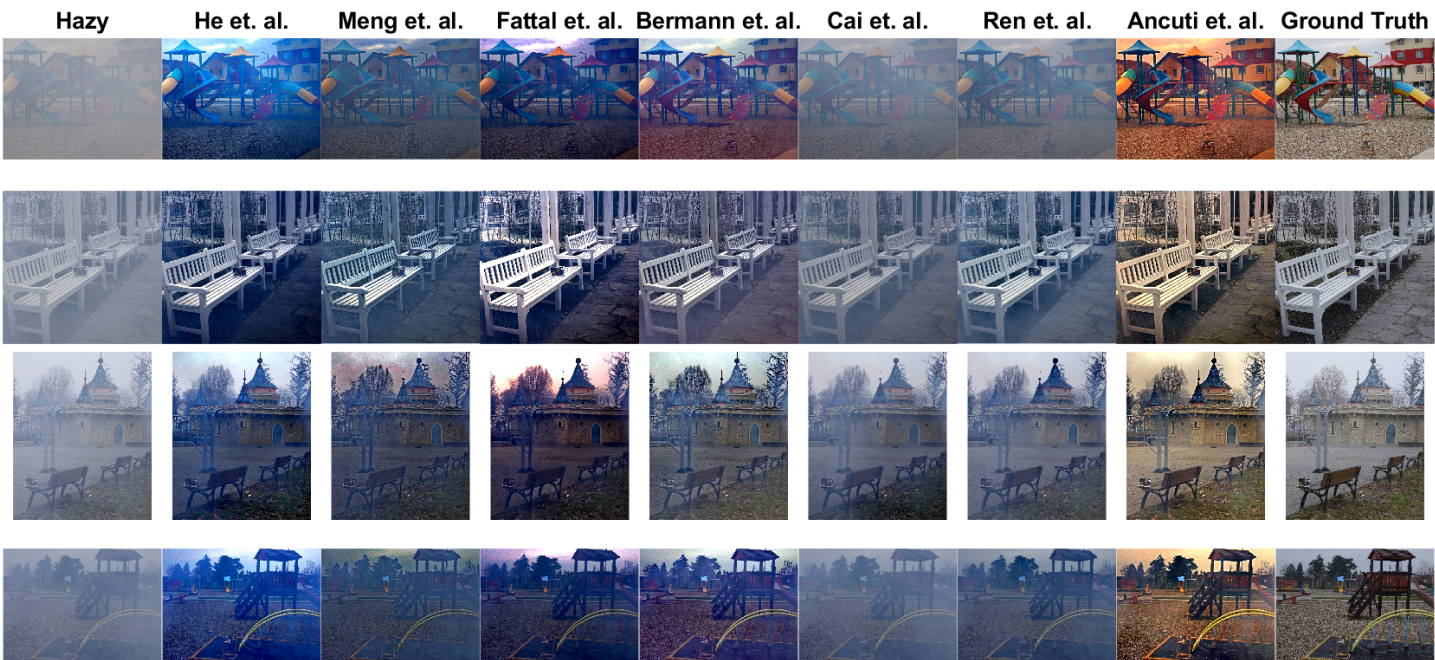 Hazy He et. al. Meng et. al. Fattal et. al. Bermann et. al. Cai et. al. Ren et. al. Ancuti et. al. Ground Truth